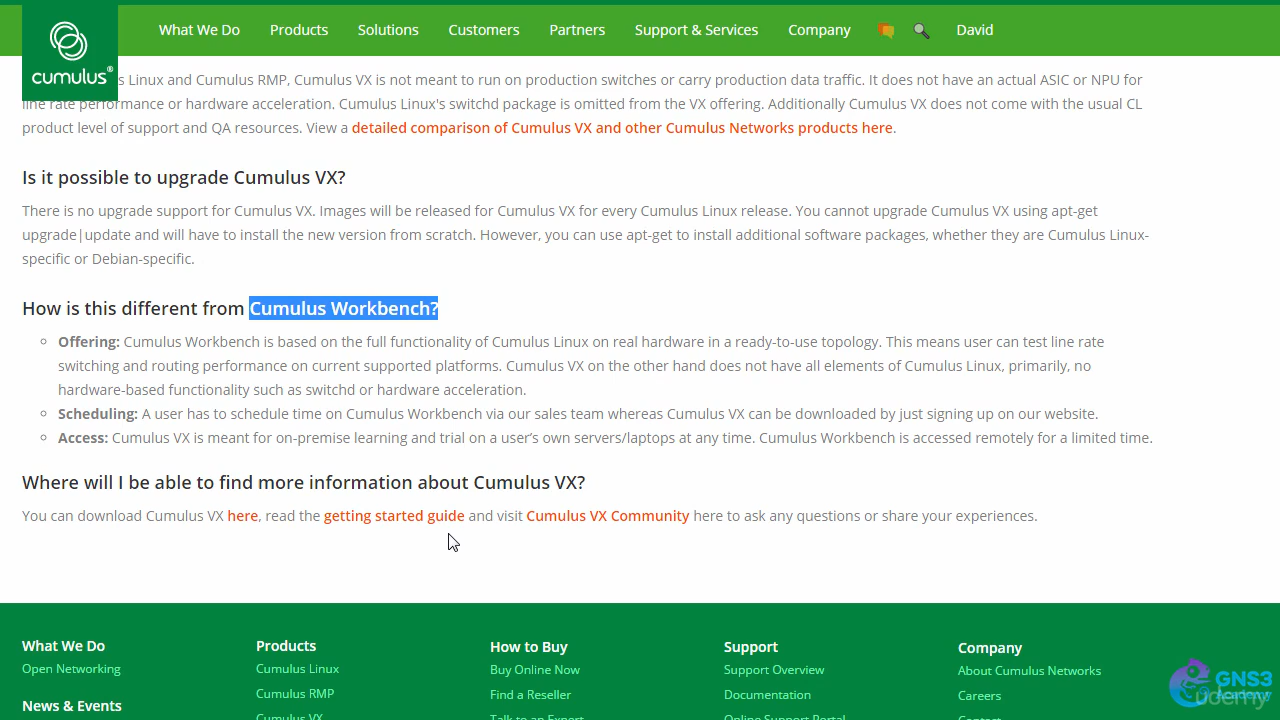 cumulus®
What We Do Products Solutions Customers Partners Support & Services Company David
s Linux and Cumulus RMP, Cumulus VX is not meant to run on production switches or carry production data traffic. It does not have an actual ASIC or NPU for
line rate performance or hardware acceleration. Cumulus Linux's switchd package is omitted from the VX offering. Additionally Cumulus VX does not come with the usual CL
product level of support and QA resources. View a detailed comparison of Cumulus VX and other Cumulus Networks products here.
Is it possible to upgrade Cumulus VX?
There is no upgrade support for Cumulus VX. Images will be released for Cumulus VX for every Cumulus Linux release. You cannot upgrade Cumulus VX using apt-get
upgrade|update and will have to install the new version from scratch. However, you can use apt-get to install additional software packages, whether they are Cumulus Linux-
specific or Debian-specific.
How is this different from Cumulus Workbench?
Offering: Cumulus Workbench is based on the full functionality of Cumulus Linux on real hardware in a ready-to-use topology. This means user can test line rate
switching and routing performance on current supported platforms. Cumulus VX on the other hand does not have all elements of Cumulus Linux, primarily, no
hardware-based functionality such as switchd or hardware acceleration.
Scheduling: A user has to schedule time on Cumulus Workbench via our sales team whereas Cumulus VX can be downloaded by just signing up on our website.
Access: Cumulus VX is meant for on-premise learning and trial on a user's own servers/laptops at any time. Cumulus Workbench is accessed remotely for a limited time.
Where will I be able to find more information about Cumulus VX?
You can download Cumulus VX here, read the getting started guide and visit Cumulus VX Community here to ask any questions or share your experiences.
What We Do
Open Networking
News & Events
Products
Cumulus Linux
Cumulus RMP
Cumulus VX
How to Buy
Buy Online Now
Find a Reseller
Talk to an Expert
Support
Support Overview
Documentation
Online Support Portal
Company
About Cumulus Networks
Careers
Contact
GNS3
Academy
udemy